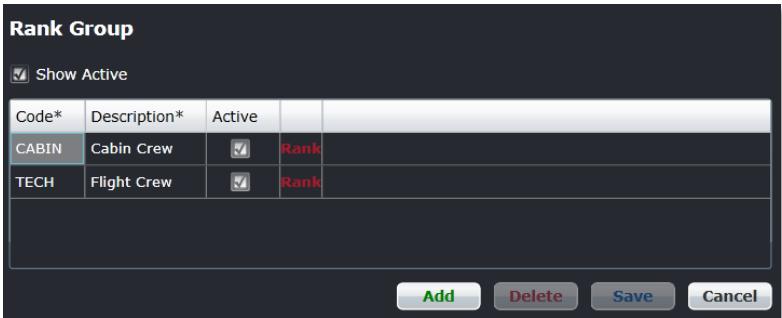 Rank Group
Show Active
Code* Description* Active
CABIN Cabin Crew Rank
TECH Flight Crew Rank
Add Delete Save Cancel